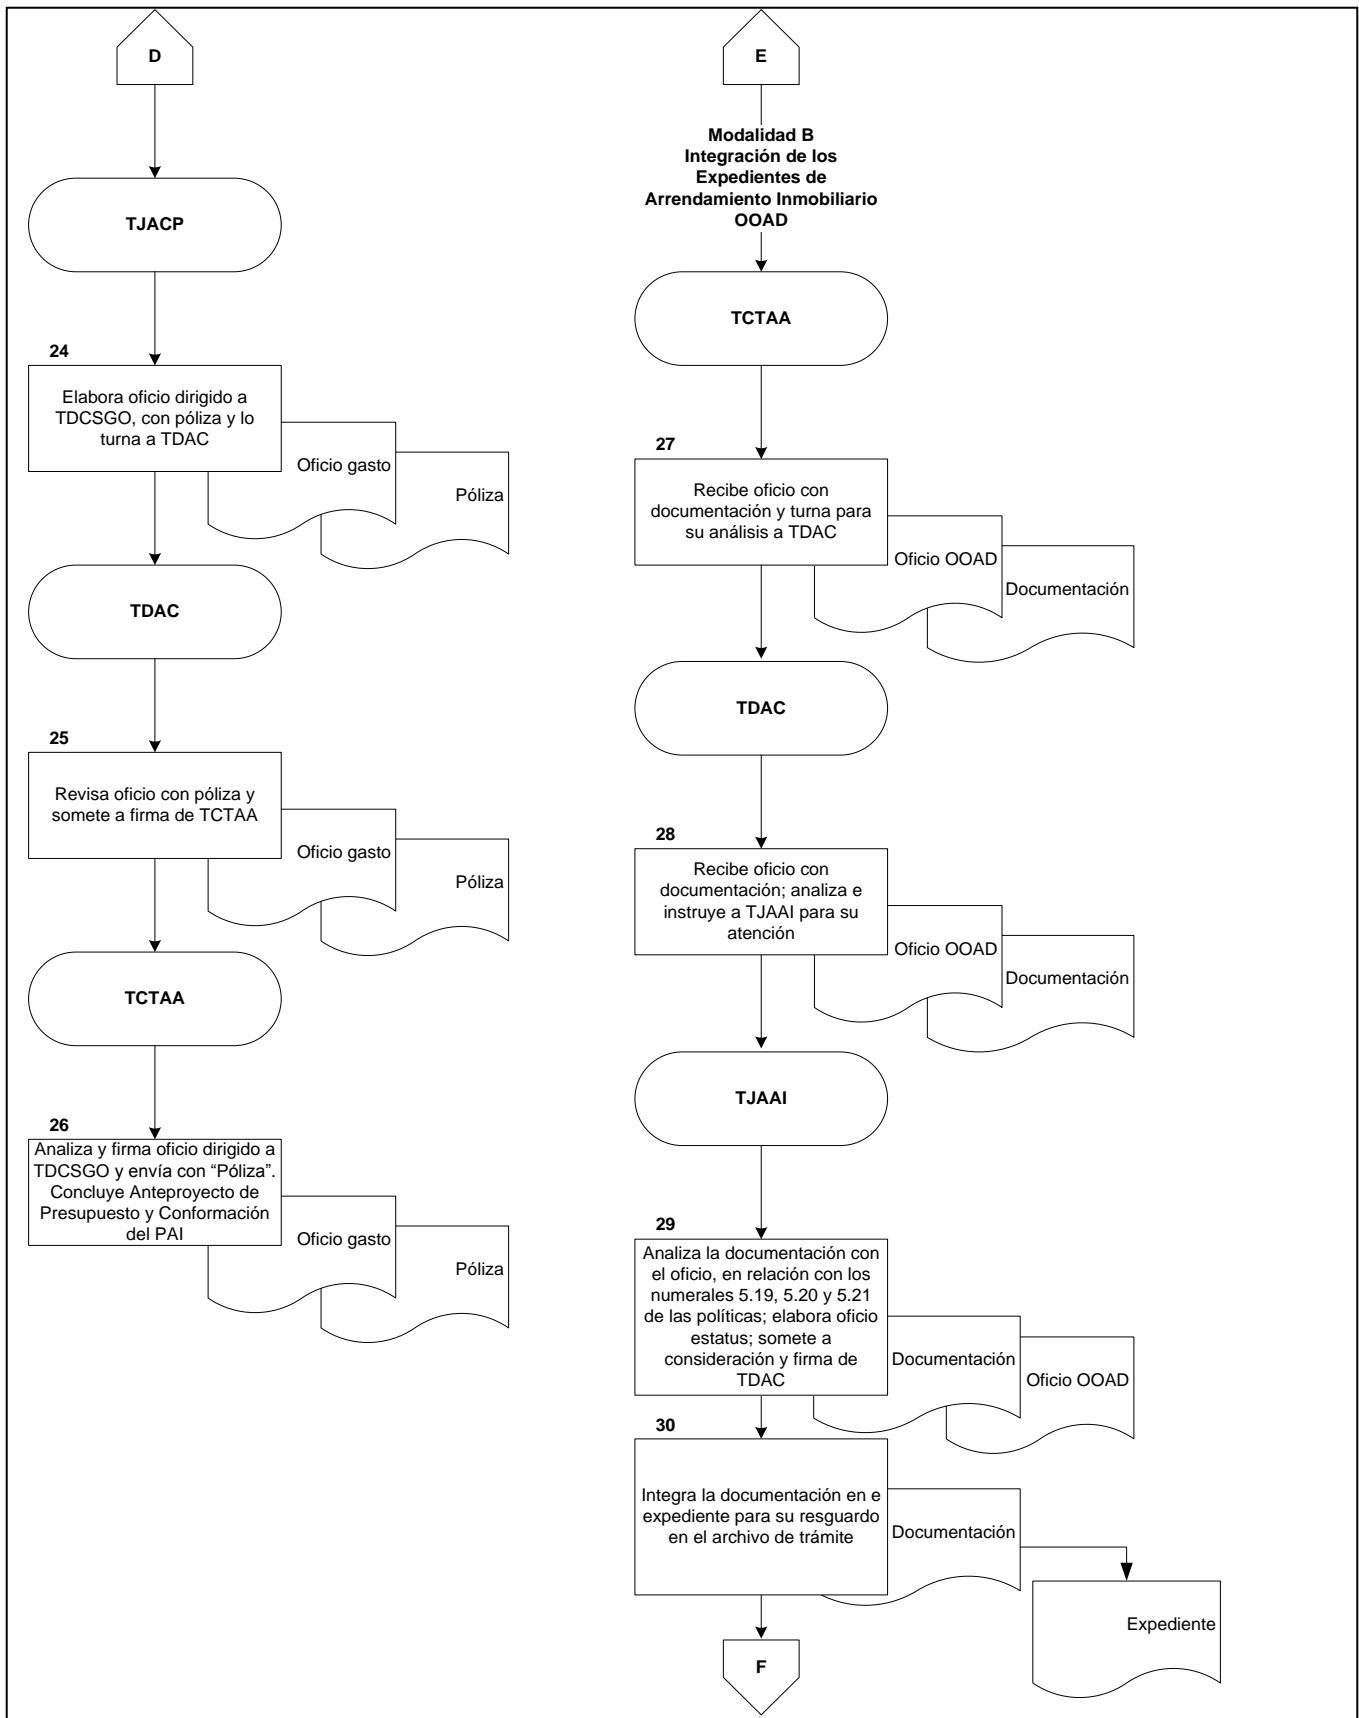 D
TJACP
24
Elabora oficio dirigido a
TDCSGO, con póliza y lo
turna a TDAC
Oficio gasto
Póliza
TDAC
25
Revisa oficio con póliza y
somete a firma de TCTAA
Oficio gasto
Póliza
TCTAA
26
Analiza y firma oficio dirigido a
TDCSGO y envía con “Póliza”.
Concluye Anteproyecto de
Presupuesto y Conformación
del PAI
Oficio gasto
Póliza
E
Modalidad B
Integración de los
Expedientes de
Arrendamiento Inmobiliario
OOAD
TCTAA
27
Recibe oficio con
documentación y turna para
su análisis a TDAC
Oficio OOAD
Documentación
TDAC
28
Recibe oficio con
documentación; analiza e
instruye a TJAAI para su
atención
Oficio OOAD
Documentación
TJAAI
29
Analiza la documentación con
el oficio, en relación con los
numerales 5.19, 5.20 y 5.21
de las políticas; elabora oficio
estatus; somete a
consideración y firma de
TDAC
Documentación
Oficio OOAD
30
Integra la documentación en e
expediente para su resguardo
en el archivo de trámite
Documentación
Expediente
F